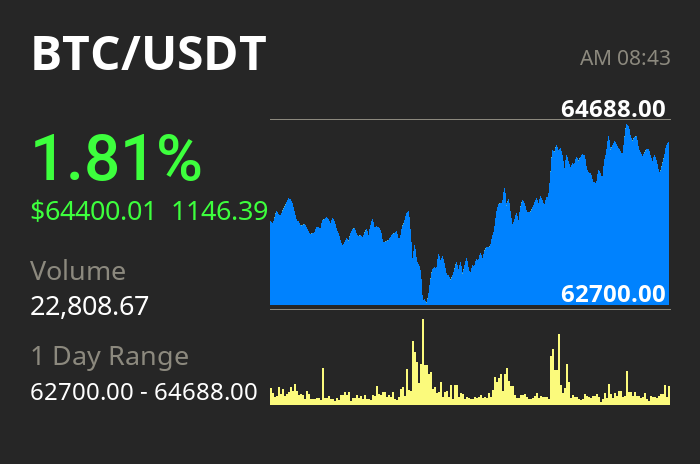 BTC/USDT
AM 08:43
64688.00
1.81%
$64400.01 1146.39
Volume
22,808.67
62700.00
1 Day Range
62700.00 - 64688.00